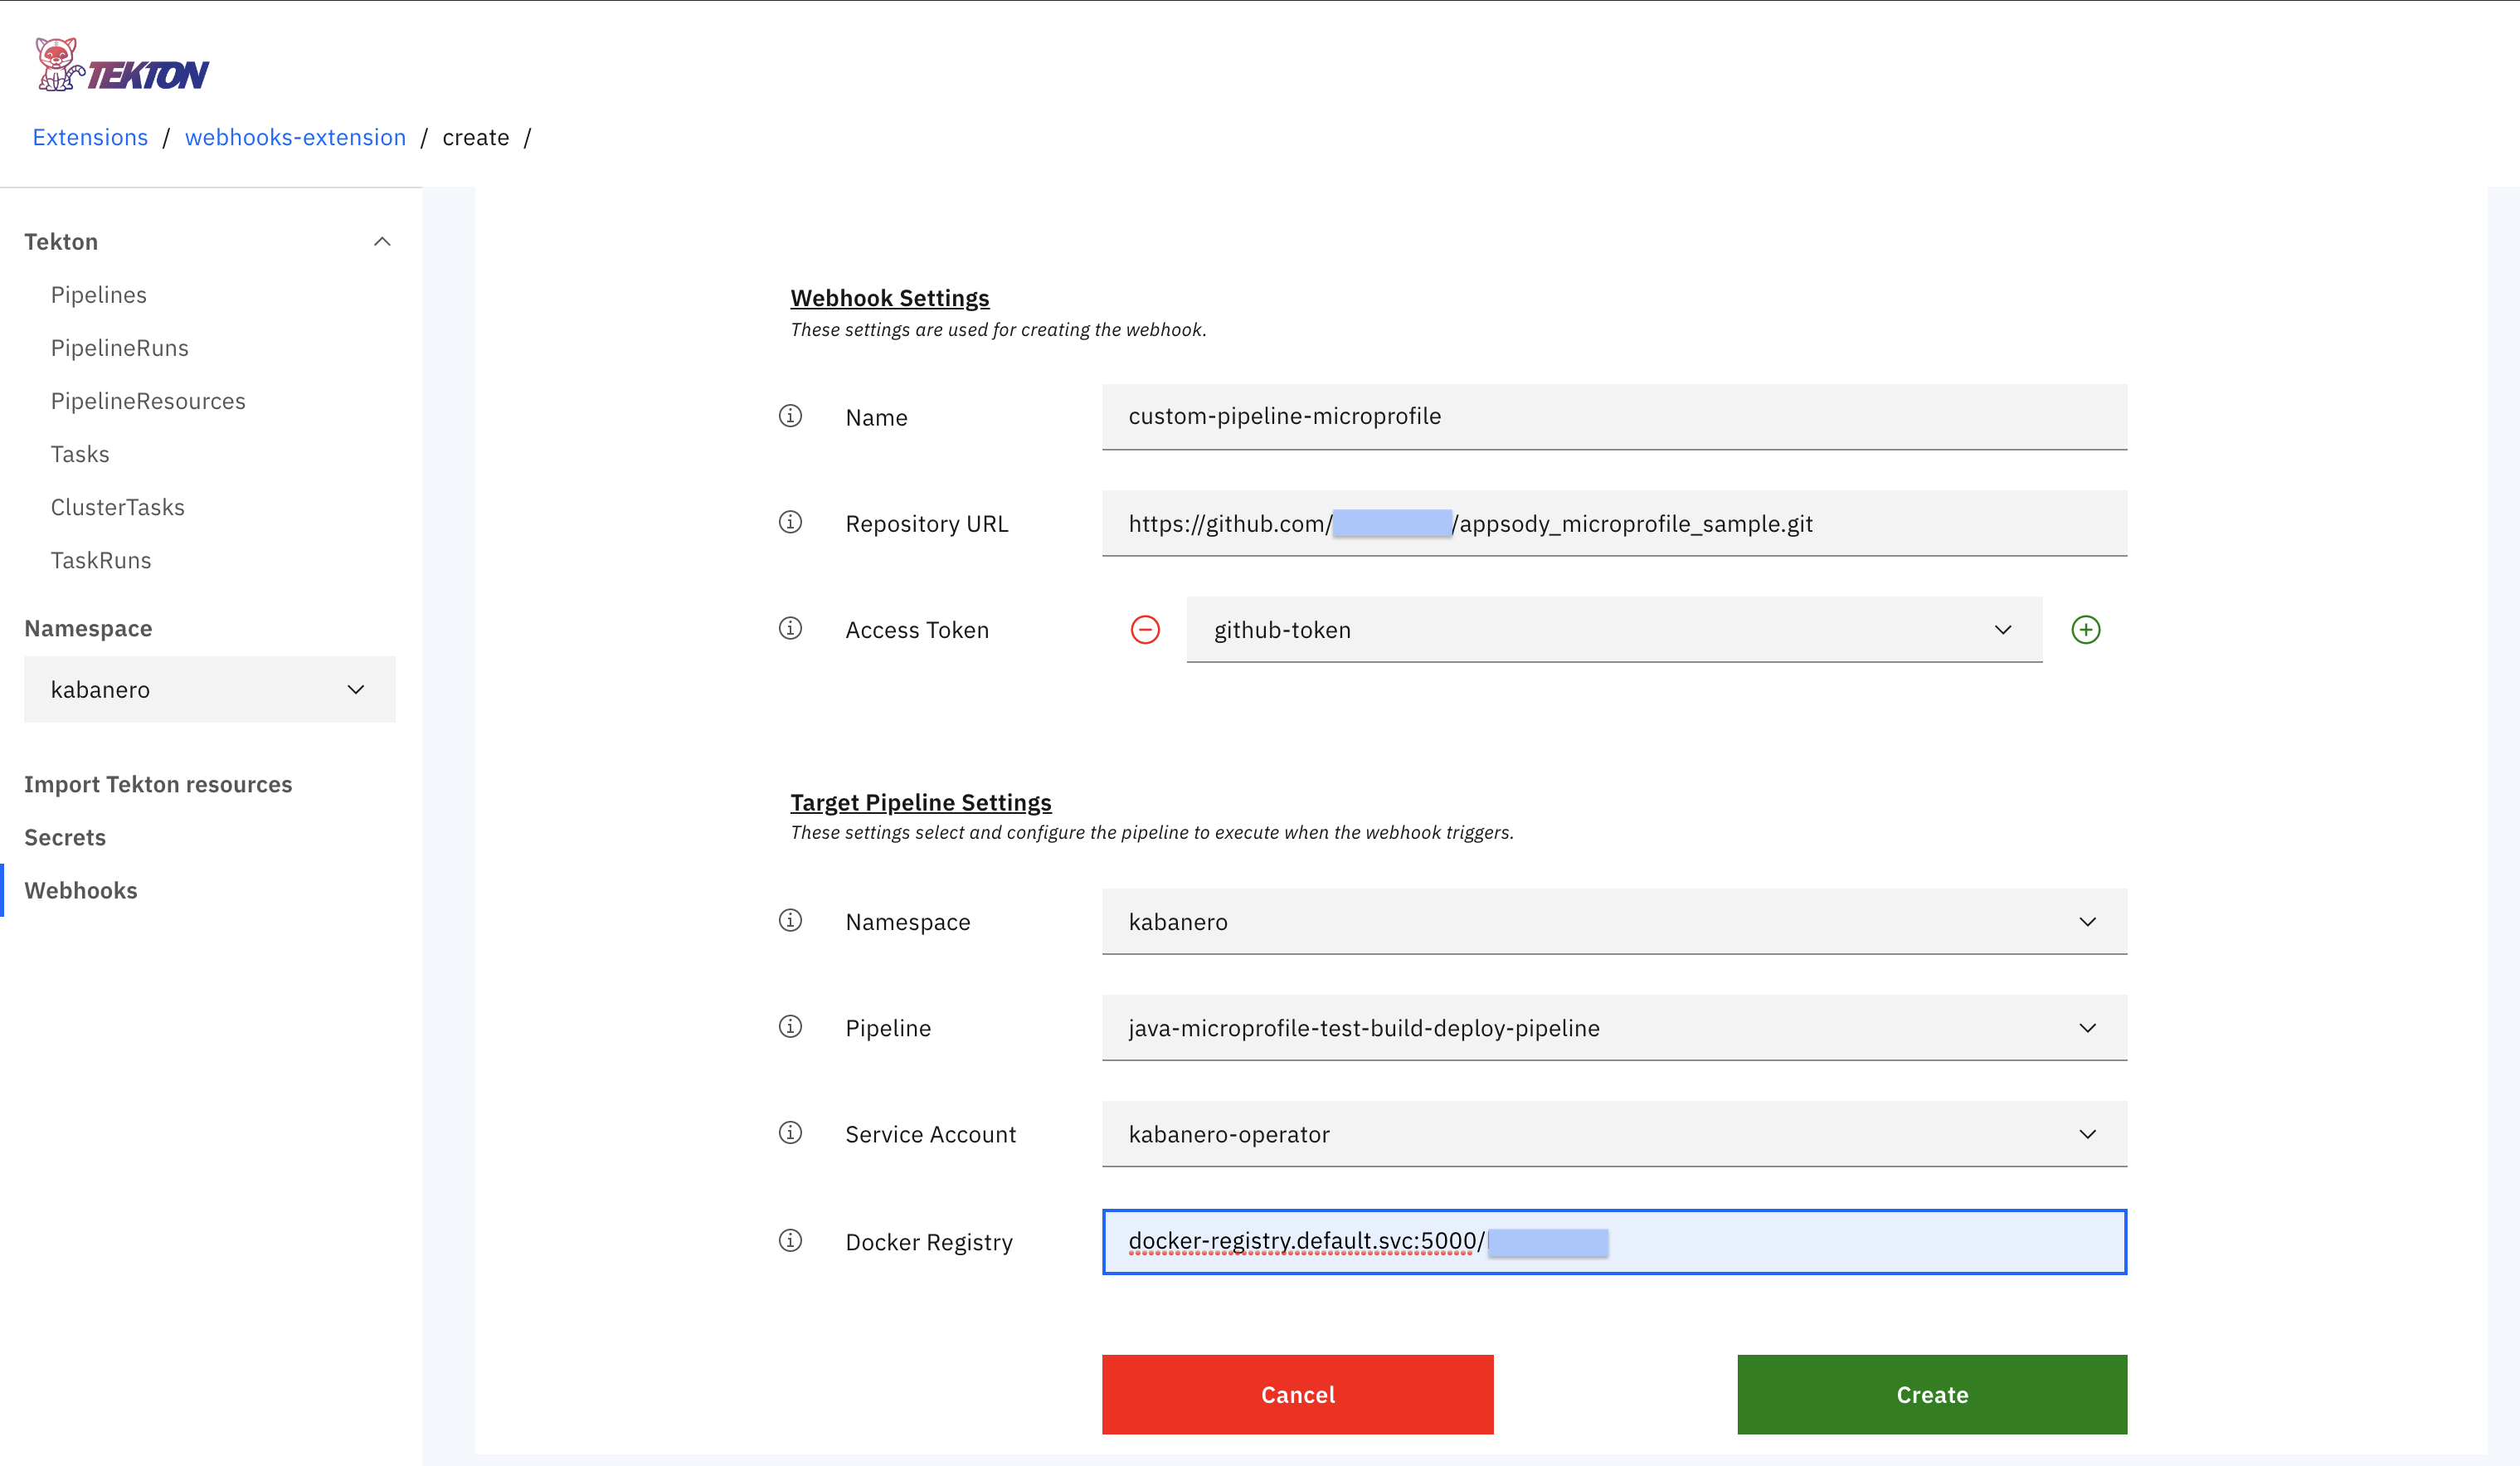 TEKTON
Extensions / webhooks-extension / create /
Tekton
Pipelines
PipelineRuns
PipelineResources
Tasks
ClusterTasks
TaskRuns
Namespace
kabanero
Import Tekton resources
Secrets
Webhooks
Webhook Settings
These settings are used for creating the webhook.
Name custom-pipeline-microprofile
Repository URL https://github.com/ /appsody_microprofile_sample.git
Access Token github-token
Target Pipeline Settings
These settings select and configure the pipeline to execute when the webhook triggers.
Namespace kabanero
Pipeline java-microprofile-test-build-deploy-pipeline
Service Account kabanero-operator
Docker Registry docker-registry.default.svc:5000/
Cancel Create